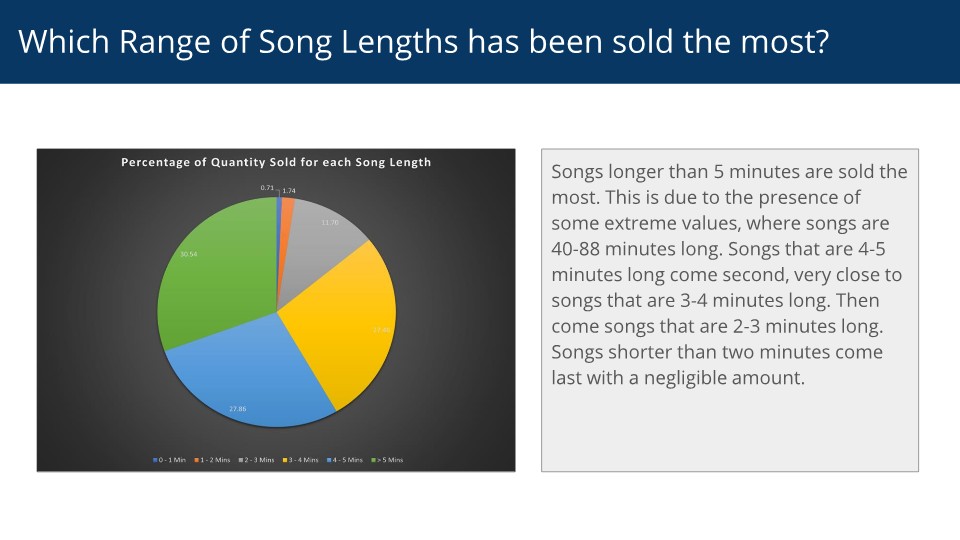 Which Range of Song Lengths has been sold the most?
Percentage of Quantity Sold for each Song Length
0.71
1.74
30.54
27.86
0 - 1 Min 1 - 2 Mins 2 - 3 Mins 3 - 4 Mins 4 - 5 Mins > 5 Mins
Songs longer than 5 minutes are sold the
most. This is due to the presence of
some extreme values, where songs are
40-88 minutes long. Songs that are 4-5
minutes long come second, very close to
songs that are 3-4 minutes long. Then
come songs that are 2-3 minutes long.
Songs shorter than two minutes come
last with a negligible amount.